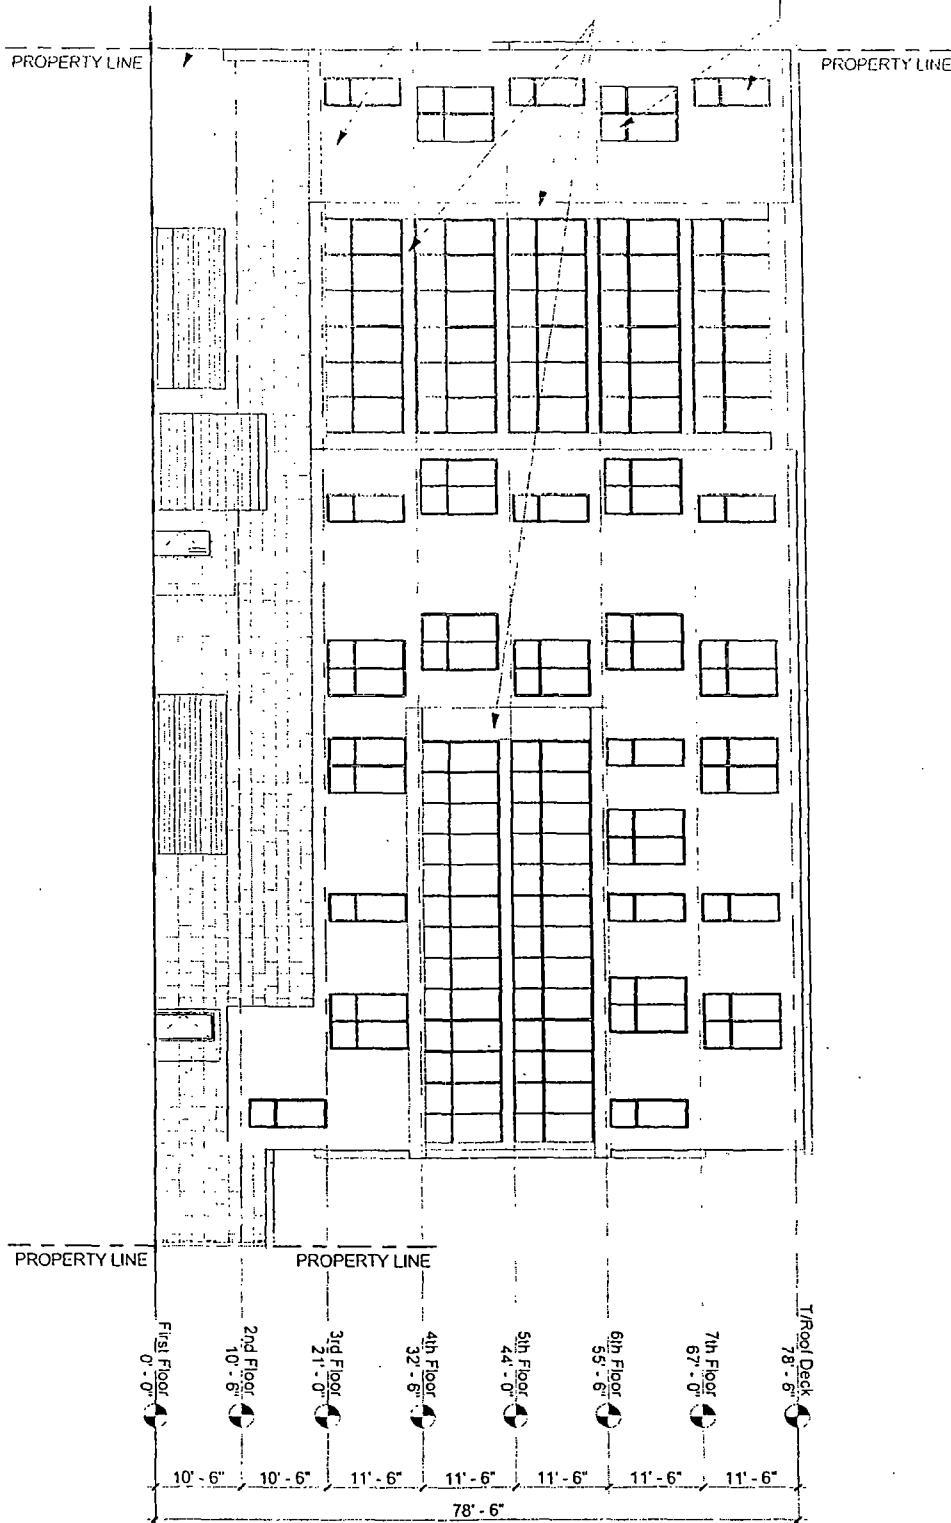 PROPERTY LINE
PROPERTY LINE
PROPERTY LINE
PROPERTY LINE
First Floor
0' - 0"
2nd Floor
10' - 6"
3rd Floor
21' - 0"
4th Floor
32' - 6"
5th Floor
44' - 0"
6th Floor
55' - 6"
7th Floor
67' - 0"
T/Roof Deck
78' - 6"
10' - 6"
10' - 6"
11' - 6"
11' - 6"
11' - 6"
11' - 6"
11' - 6"
78' - 6"